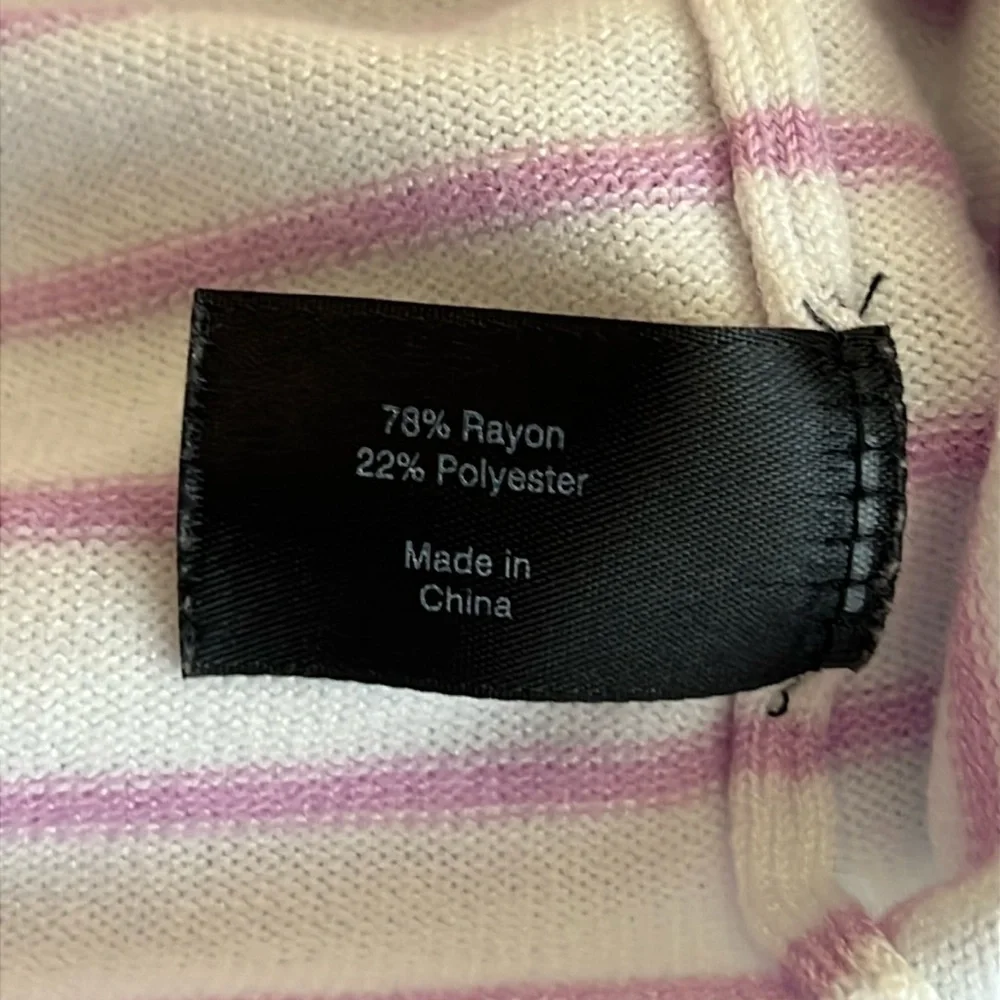 78% Rayon
22% Polyester
Made in
China